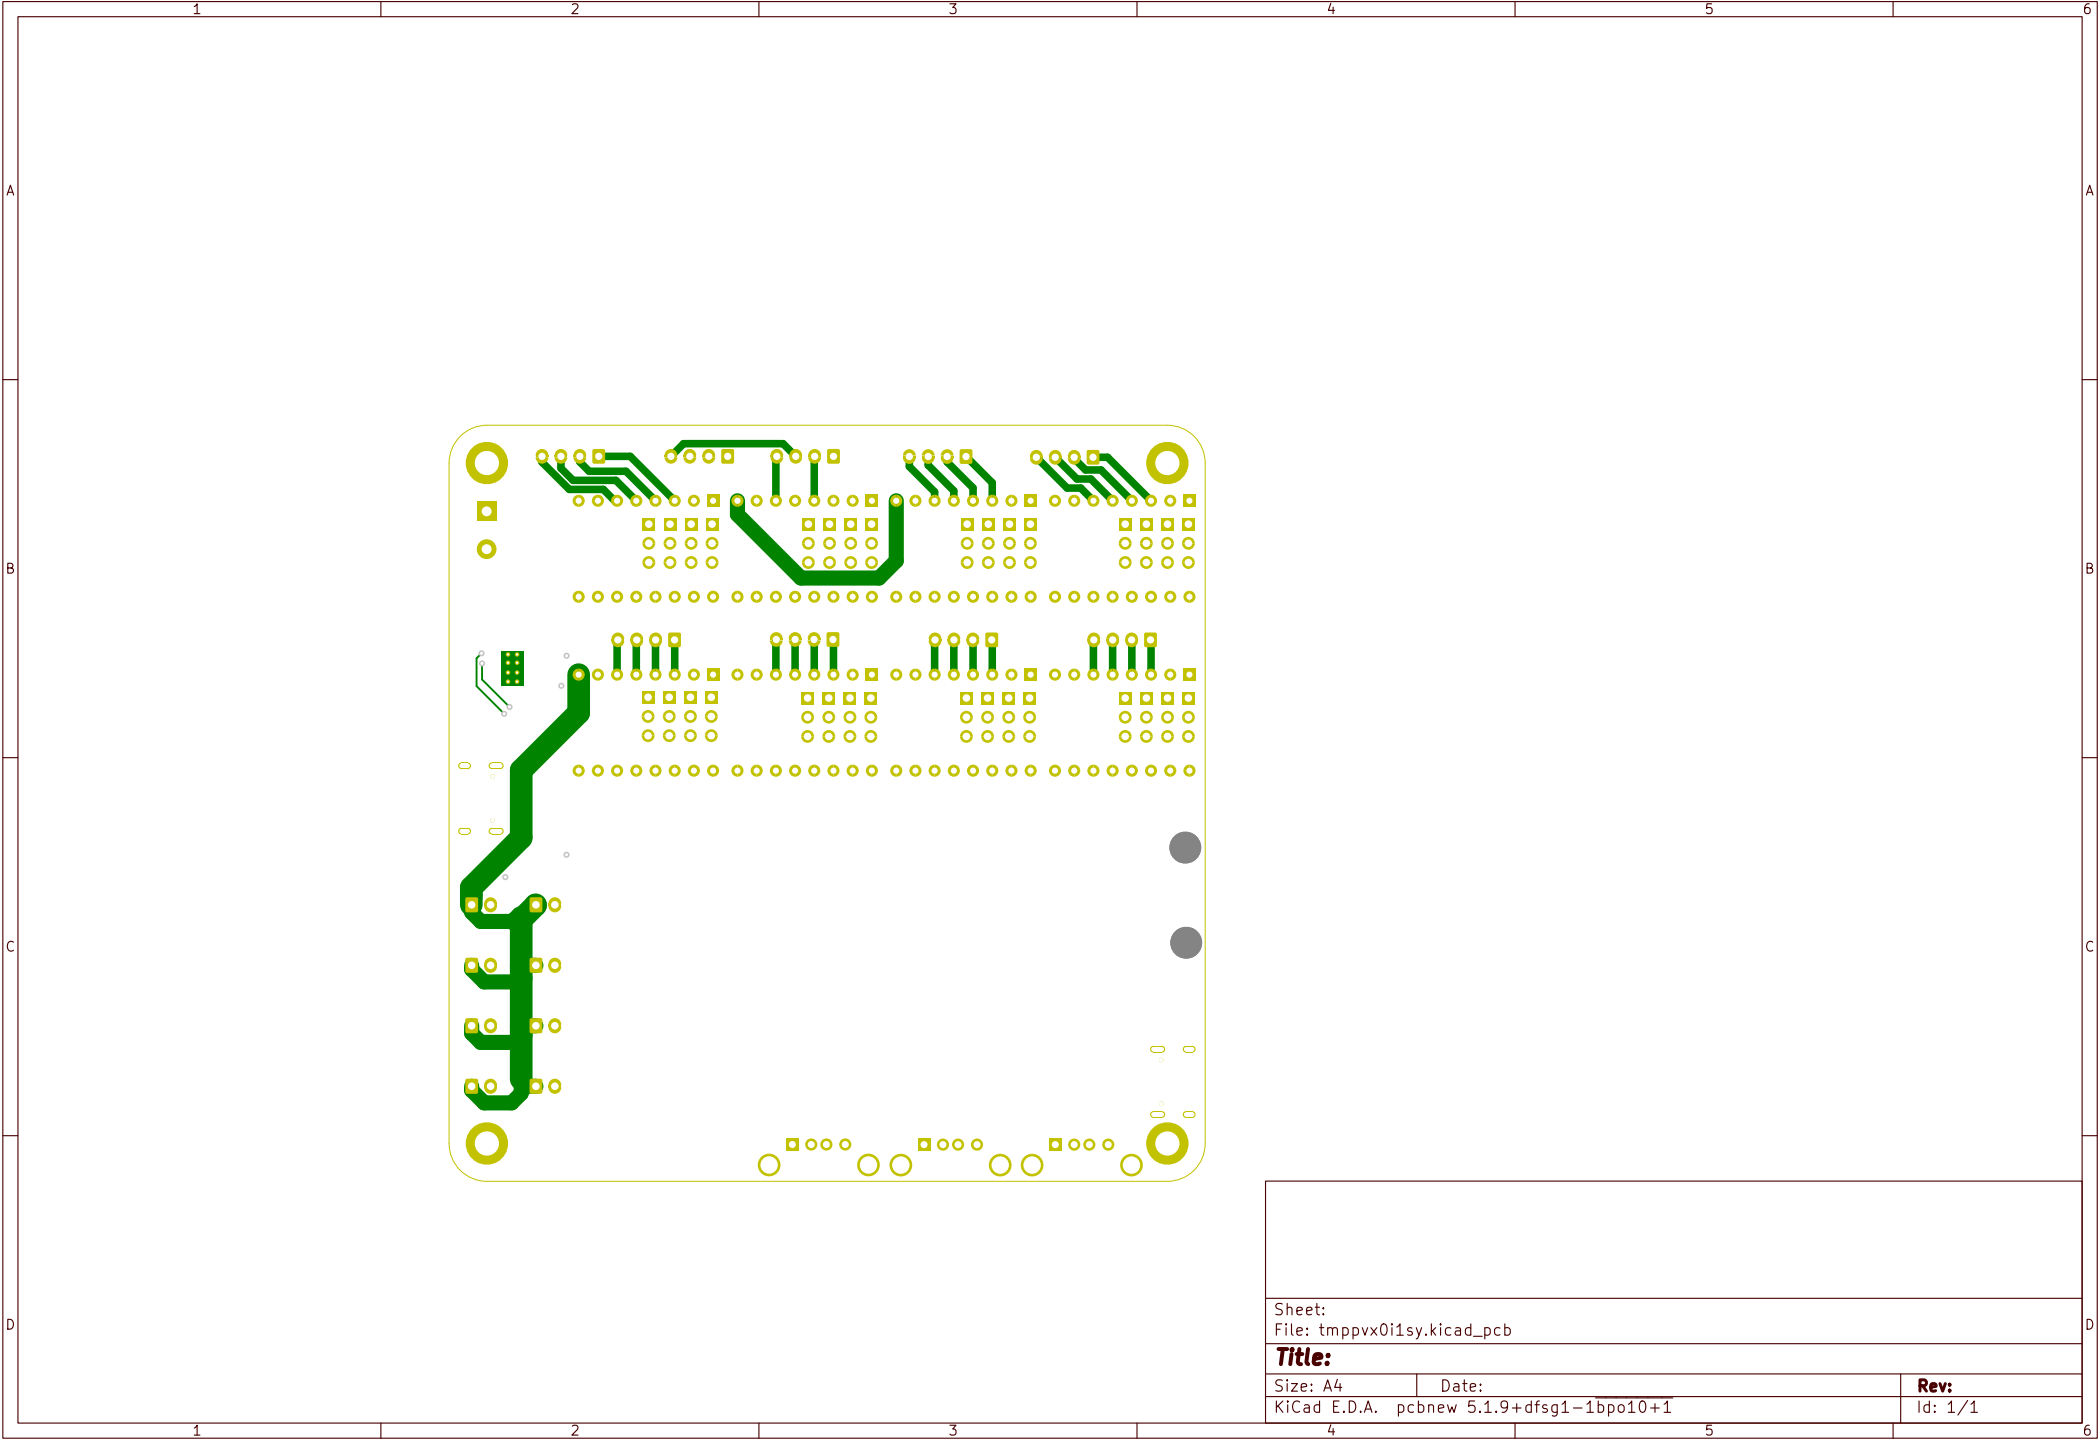 1 2 3 4 5 6
A A
B B
C C
Sheet:
File: tmppvx0i1sy.kicad_pcb
D D
Title:
Size: A4 Date: Rev:
KiCad E.D.A. pcbnew 5.1.9+dfsg1-1bpo10+1 Id: 1/1
1 2 3 4 5 6